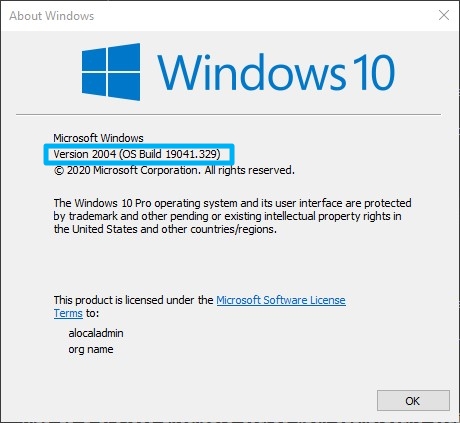 About Windows
Windows 10
Microsoft Windows
Version 2004 (OS Build 19041.329)
© 2020 Microsoft Corporation. All rights reserved.
The Windows 10 Pro operating system and its user interface are protected
by trademark and other pending or existing intellectual property rights in
the United States and other countries/regions.
This product is licensed under the Microsoft Software License
Terms to:
alocaladmin
org name
OK